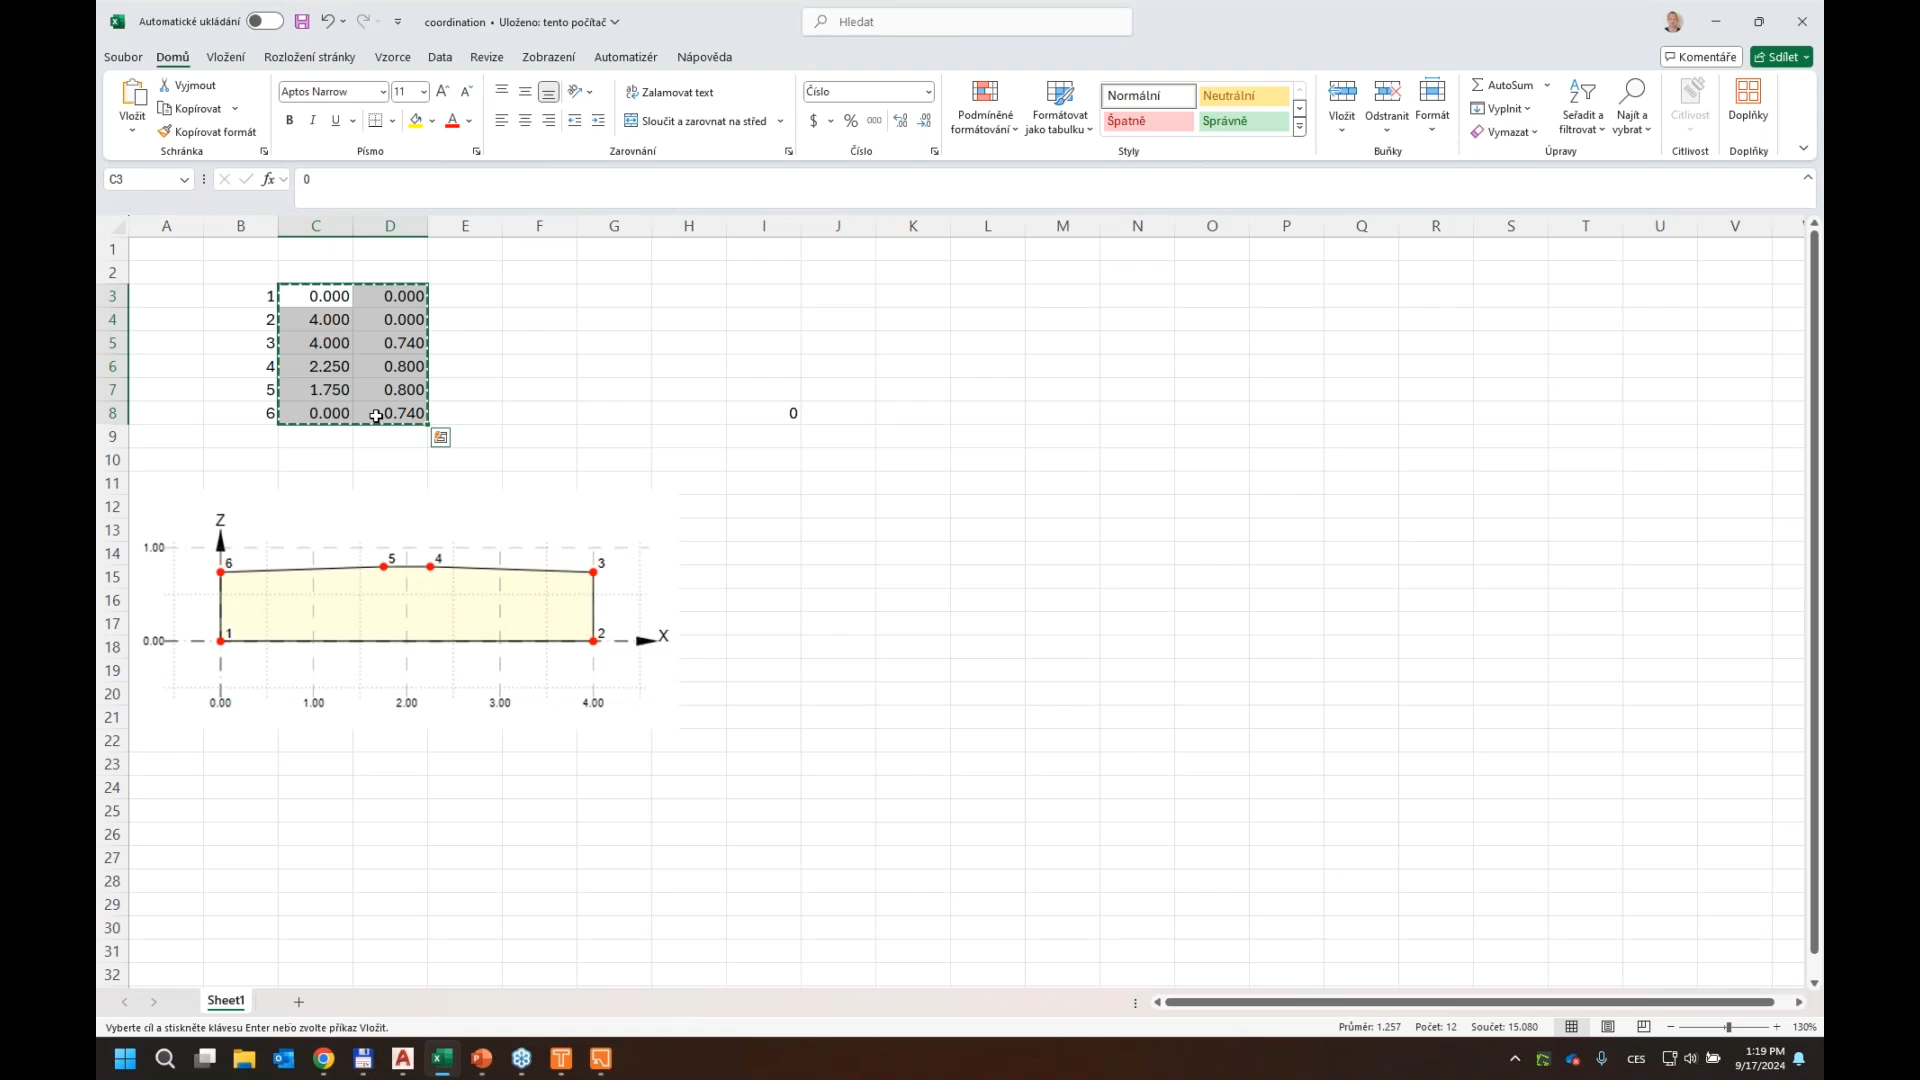 Automatické ukládání coordination • Uloženo: tento počítač Hledat
Soubor Domů Vložení Rozložení stránky Vzorce Data Revize Zobrazení Automatizér Nápověda Komentáře Sdílet
Vložit Vyjmout Kopírovat Kopírovat formát Schránka
Aptos Narrow 11 B I U A Písmo
Zalamovat text Sloučit a zarovnat na střed Zarovnání
Číslo $ % 000 Číslo
Podmíněné formátování Formátovat jako tabulku Normální Neutrální Špatně Správně Styly
Vložit Odstranit Formát Buňky
AutoSum Vyplnit Vymazat Seřadit a filtrovat Najít a vybrat Úpravy
Citlivost Citlivost
Doplňky Doplňky
C3 fx 0
A B C D E F G H I J K L M N O P Q R S T U V
1
2
3 1 0.000 0.000
4 2 4.000 0.000
5 3 4.000 0.740
6 4 2.250 0.800
7 5 1.750 0.800
8 6 0.000 0.740 0
9
10
11
12
13
14
15
16
17
18
19
20
21
22
23
24
25
26
27
28
29
30
31
32
Z
1.00 6 5 4 3
0.00 1 2 X
0.00 1.00 2.00 3.00 4.00
Sheet1
Vyberte cíl a stiskněte klávesu Enter nebo zvolte příkaz Vložit. Průměr: 1.257 Počet: 12 Součet: 15.080 130%
CES 1:19 PM
9/17/2024